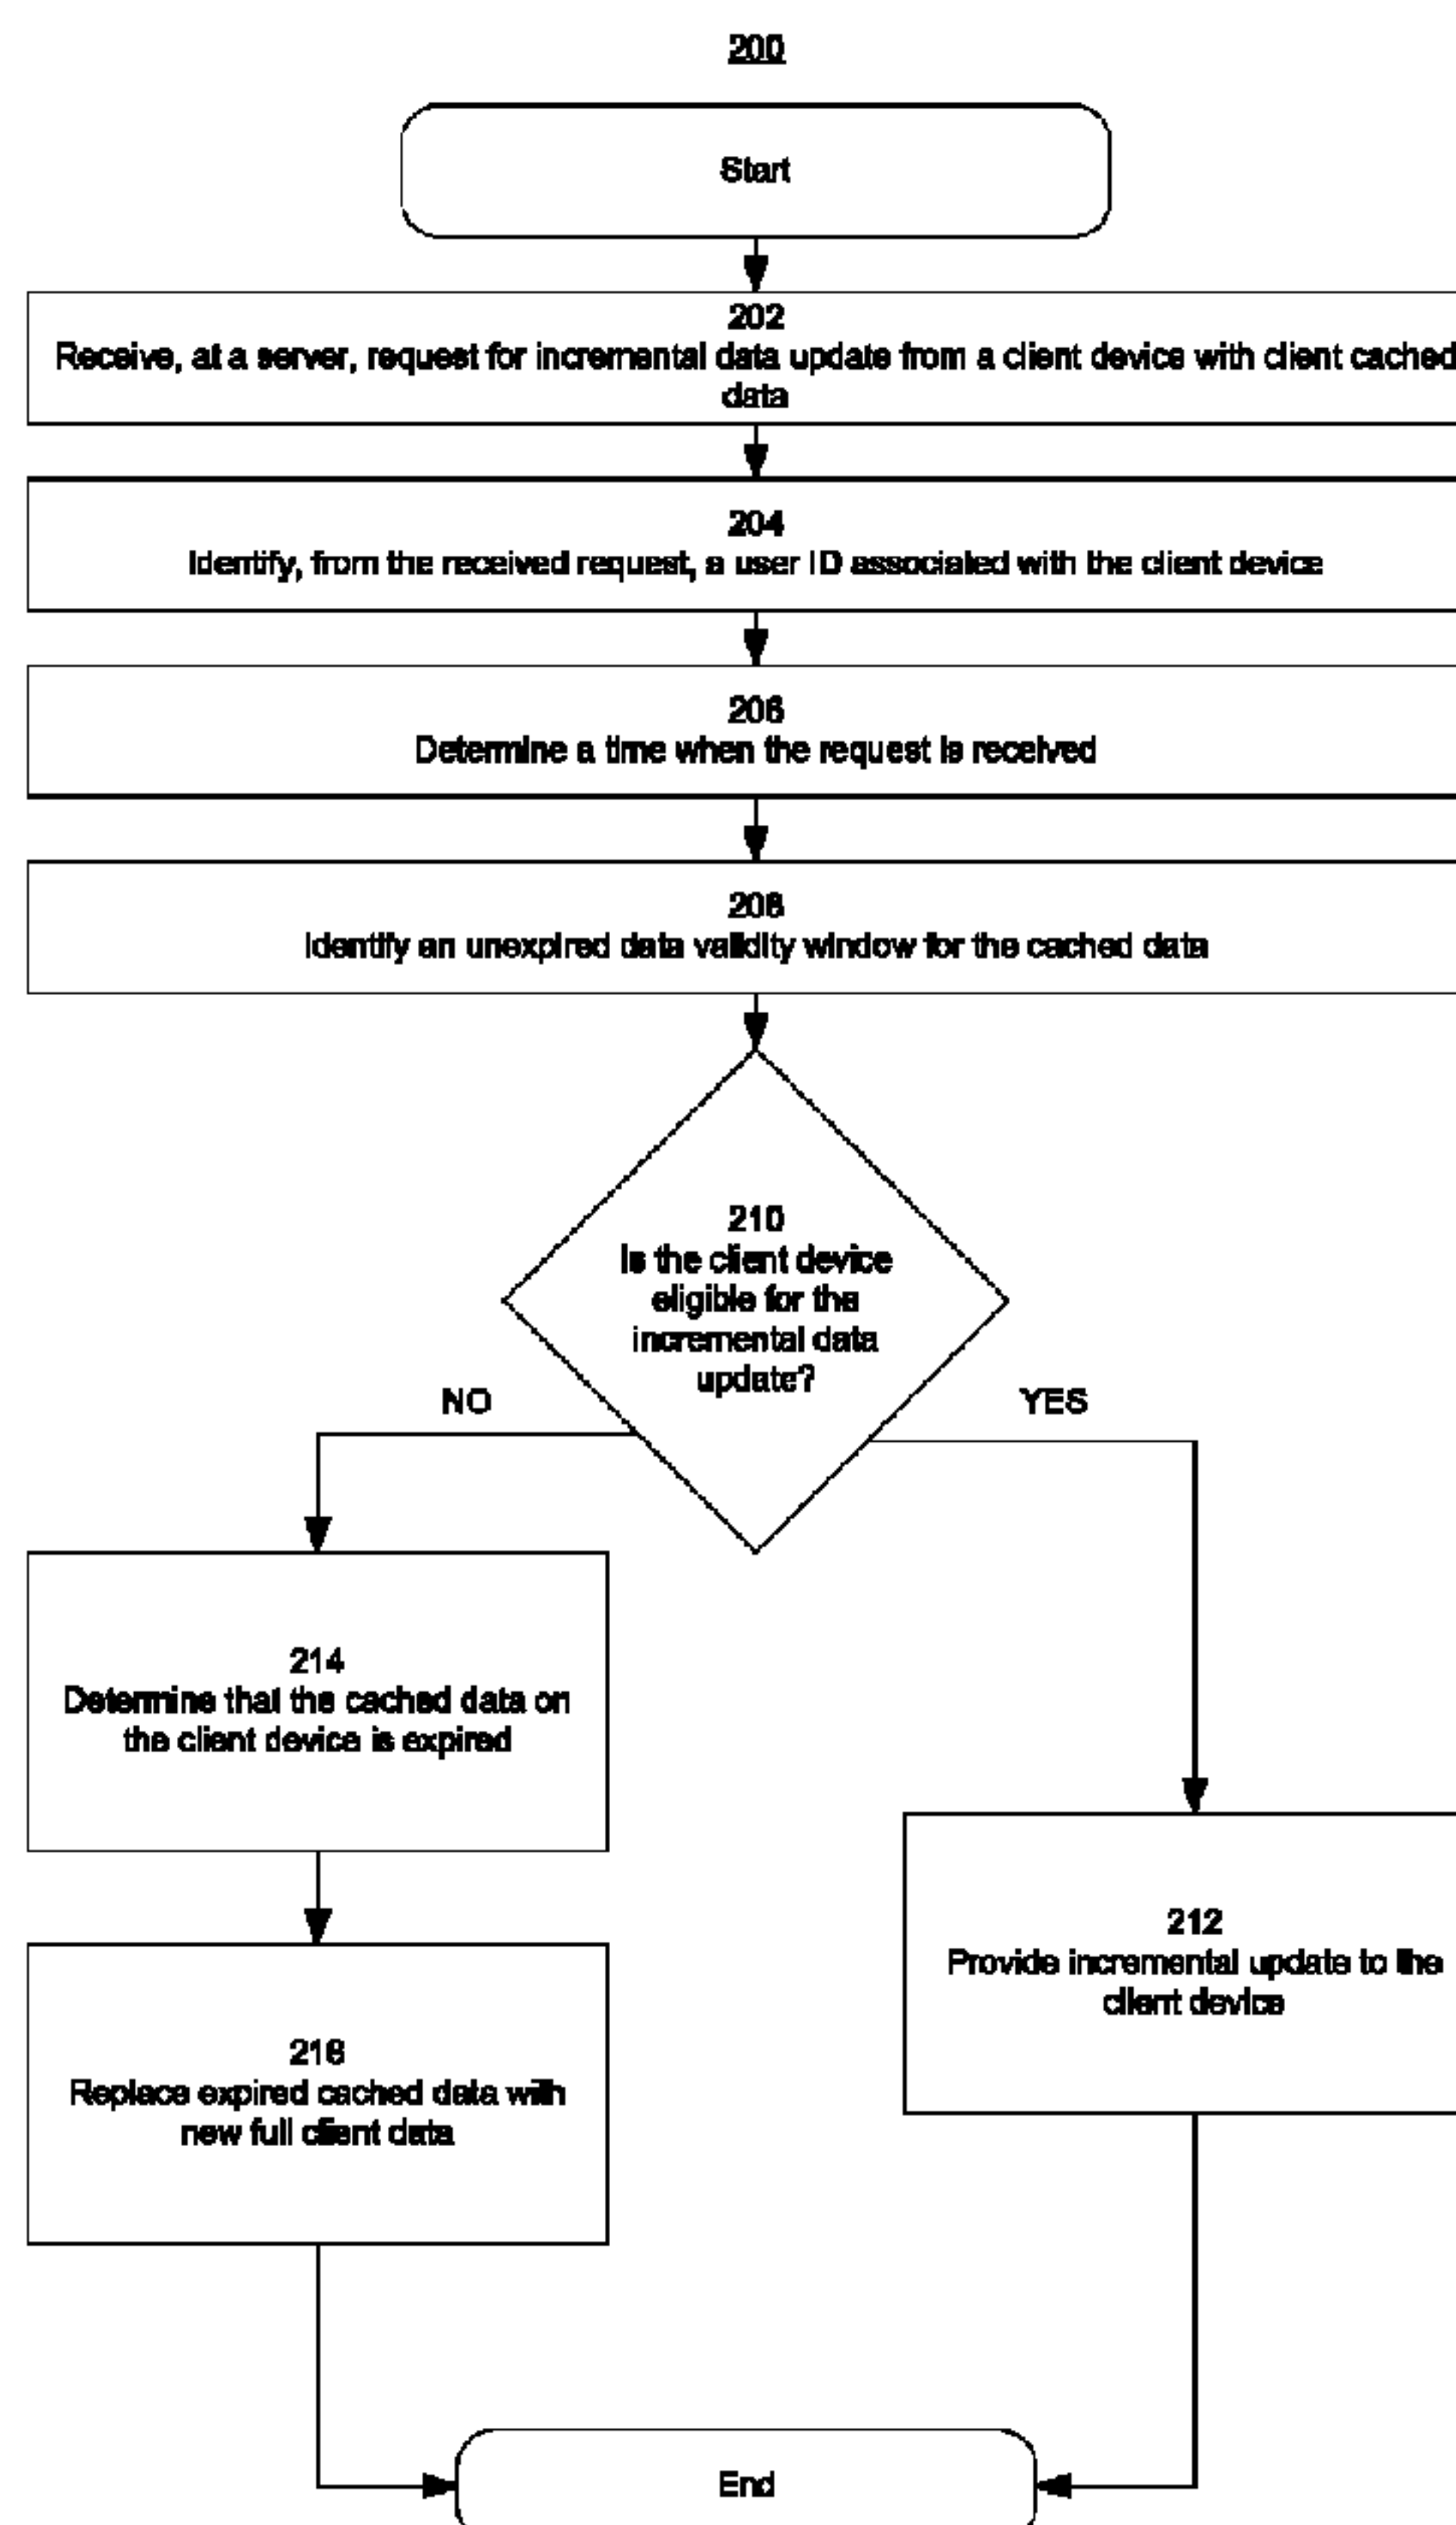 200
Start
202
Receive, at a server, request for incremental data update from a client device with client cached
data
204
Identify, from the received request, a user ID associated with the client device
206
Determine a time when the request is received
208
Identify an unexpired data validity window for the cached data
210
Is the client device
eligible for the
incremental data
update?
NO
YES
214
Determine that the cached data on
the client device is expired
212
Provide incremental update to the
client device
216
Replace expired cached data with
new full client data
End